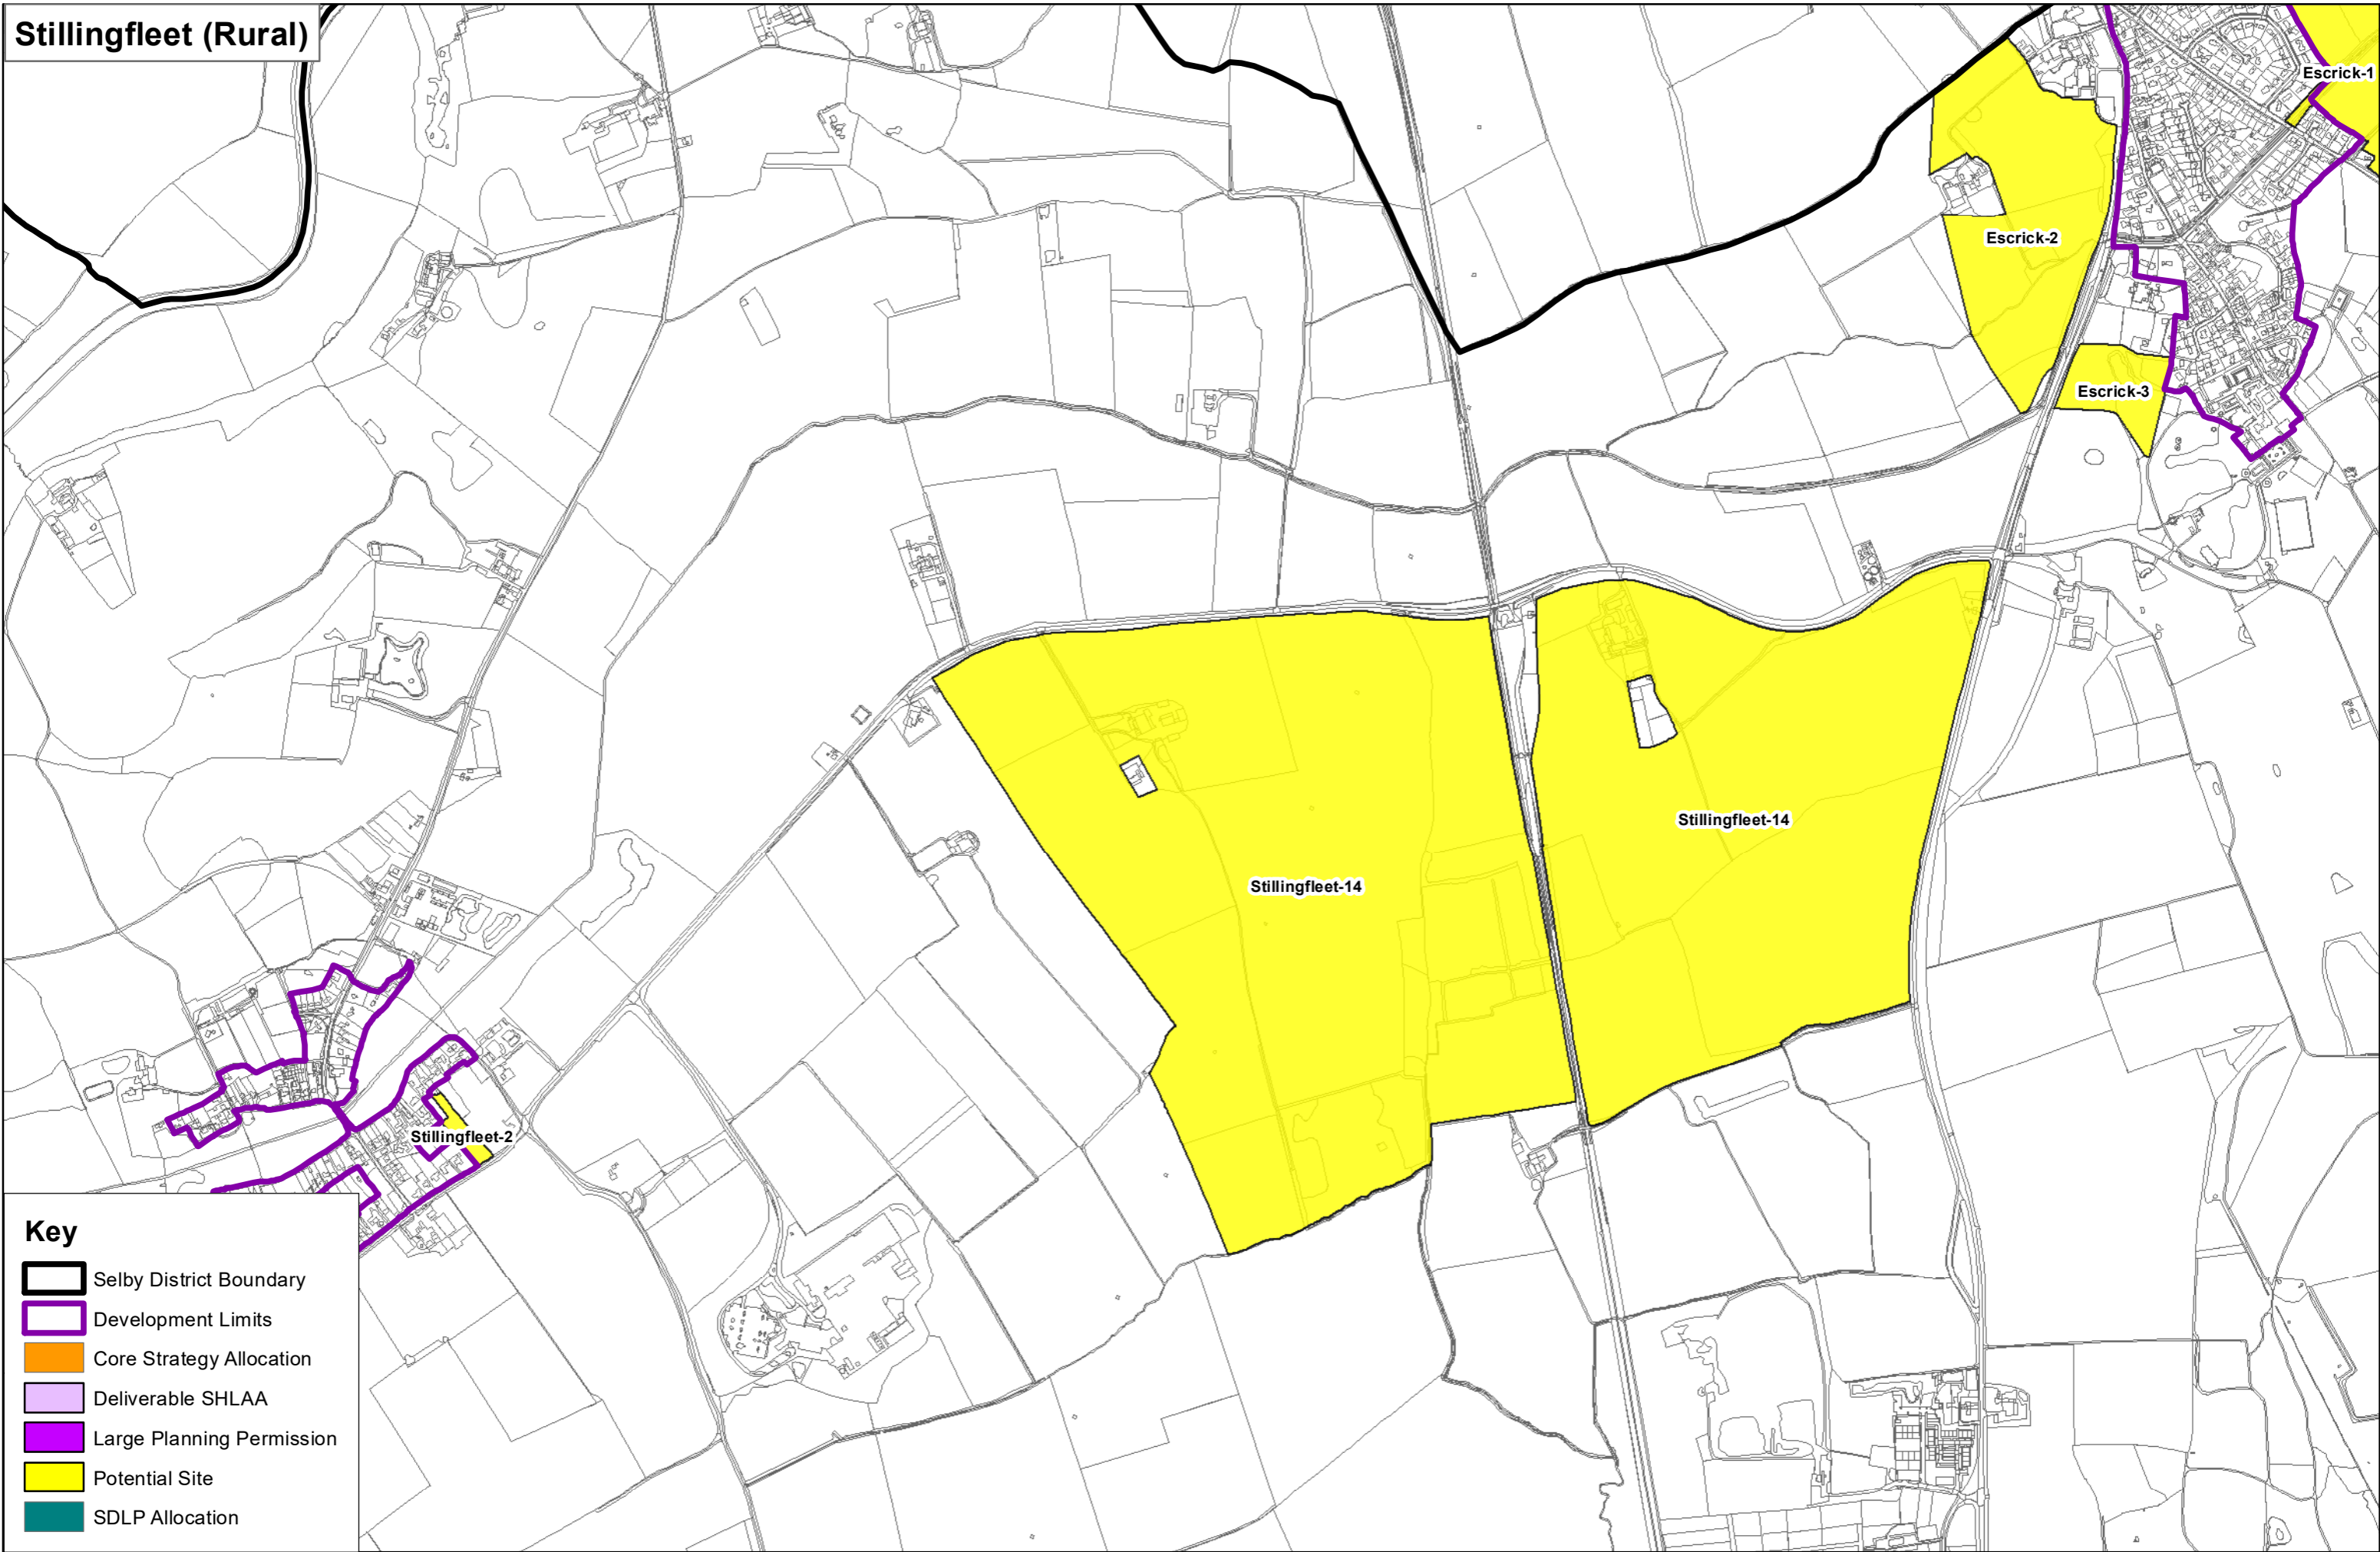 Stillingfleet (Rural)
Escrick-1
Escrick-2
Escrick-3
Stillingfleet-14
Stillingfleet-14
Stillingfleet-2
Key
Selby District Boundary
Development Limits
Core Strategy Allocation
Deliverable SHLAA
Large Planning Permission
Potential Site
SDLP Allocation